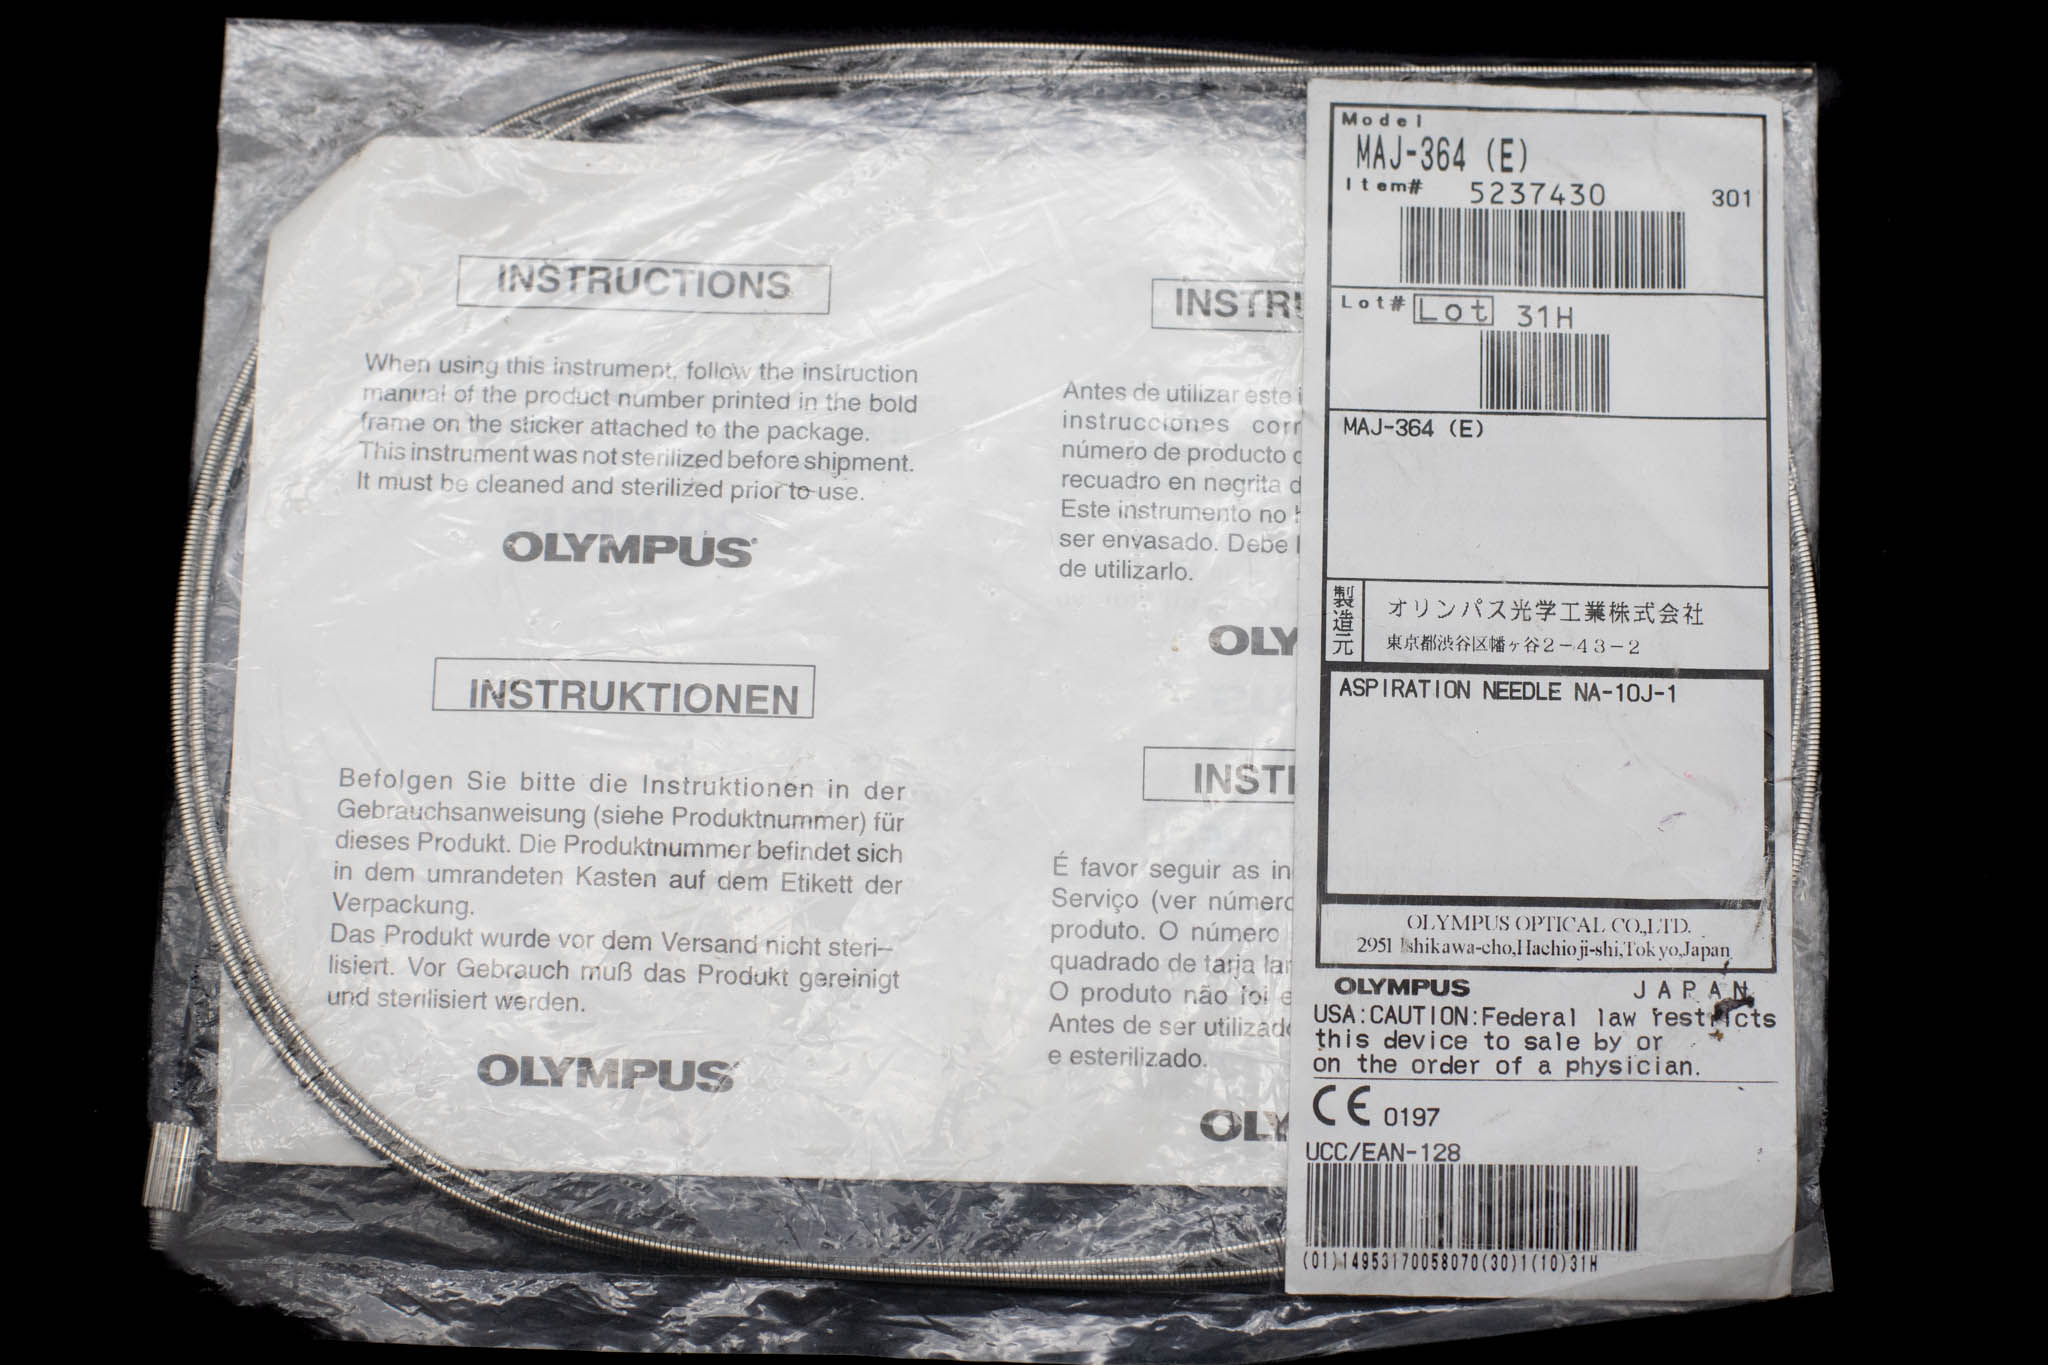 INSTRUCTIONS
When using this instrument, follow the instruction
manual of the product number printed in the bold
frame on the sticker attached to the package.
This instrument was not sterilized before shipment.
It must be cleaned and sterilized prior to use.
OLYMPUS
INSTRUKTIONEN
Befolgen Sie bitte die Instruktionen in der
Gebrauchsanweisung (siehe Produktnummer) für
dieses Produkt. Die Produktnummer befindet sich
in dem umrandeten Kasten auf dem Etikett der
Verpackung.
Das Produkt wurde vor dem Versand nicht steri-
lisiert. Vor Gebrauch muß das Produkt gereinigt
und sterilisiert werden.
OLYMPUS
INSTRU
Antes de utilizar este i
instrucciones corr
número de producto
recuadro en negrita d
Este instrumento no
ser envasado. Debe
de utilizarlo.
OLY
INST
É favor seguir as in
Serviço (ver número
produto. O número
quadrado de tarja lar
O produto não foi e
Antes de ser utilizado
e esterilizado.
OLY
Model
MAJ-364 (E)
Item# 5237430 301
Lot# Lot 31H
MAJ-364 (E)
製造元
オリンパス光学工業株式会社
東京都渋谷区幡ヶ谷2-43-2
ASPIRATION NEEDLE NA-10J-1
OLYMPUS OPTICAL CO.,LTD.
2951 Ishikawa-cho,Hachioji-shi,Tokyo,Japan
OLYMPUS JAPAN
USA:CAUTION:Federal law restricts
this device to sale by or
on the order of a physician.
CE 0197
UCC/EAN-128
(01)14953170058070(30)1(10)31H